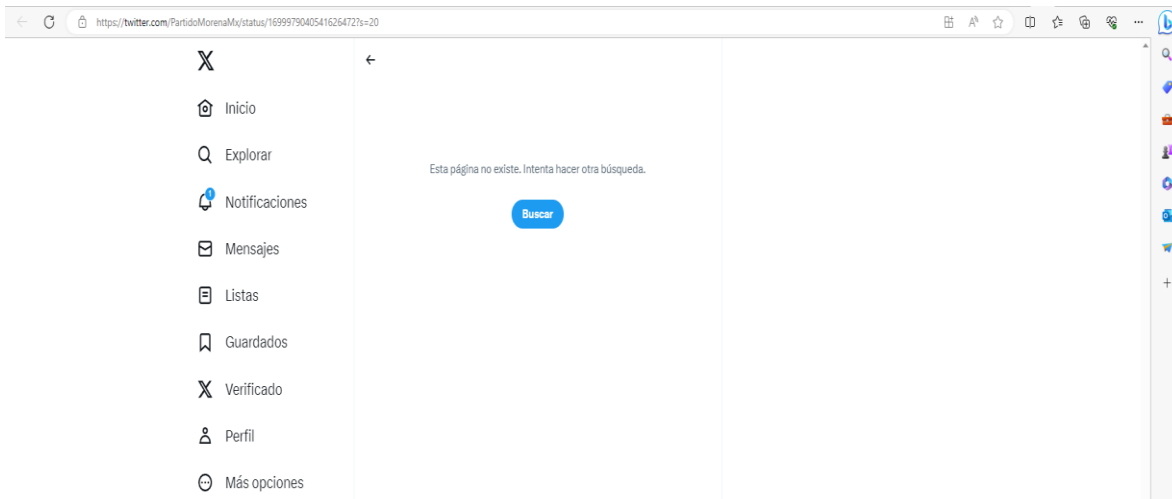 https://twitter.com/PartidoMorenaMx/status/1699979040541626472?s=20
Inicio
Explorar
Esta página no existe. Intenta hacer otra búsqueda.
1
Notificaciones
Buscar
Mensajes
Listas
Guardados
Verificado
Perfil
Más opciones